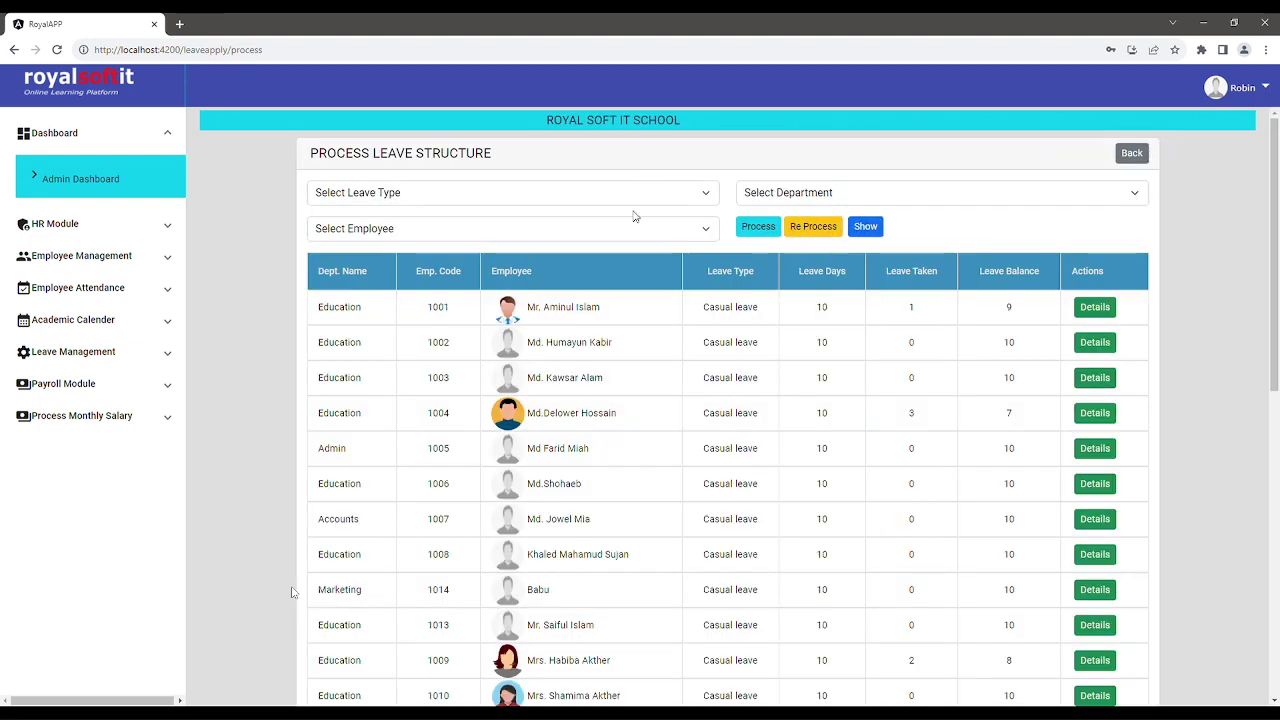 RoyalAPP
http://localhost:4200/leaveapply/process
royalsoftit
Online Learning Platform
Robin
Dashboard
Admin Dashboard
HR Module
Employee Management
Employee Attendance
Academic Calender
Leave Management
Payroll Module
Process Monthly Salary
ROYAL SOFT IT SCHOOL
PROCESS LEAVE STRUCTURE Back
Select Leave Type Select Department
Select Employee Process Re Process Show
Dept. Name Emp. Code Employee Leave Type Leave Days Leave Taken Leave Balance Actions
Education 1001 Mr. Aminul Islam Casual leave 10 1 9 Details
Education 1002 Md. Humayun Kabir Casual leave 10 0 10 Details
Education 1003 Md. Kawsar Alam Casual leave 10 0 10 Details
Education 1004 Md.Delower Hossain Casual leave 10 3 7 Details
Admin 1005 Md Farid Miah Casual leave 10 0 10 Details
Education 1006 Md.Shohaeb Casual leave 10 0 10 Details
Accounts 1007 Md. Jowel Mia Casual leave 10 0 10 Details
Education 1008 Khaled Mahamud Sujan Casual leave 10 0 10 Details
Marketing 1014 Babu Casual leave 10 0 10 Details
Education 1013 Mr. Saiful Islam Casual leave 10 0 10 Details
Education 1009 Mrs. Habiba Akther Casual leave 10 2 8 Details
Education 1010 Mrs. Shamima Akther Casual leave 10 0 10 Details